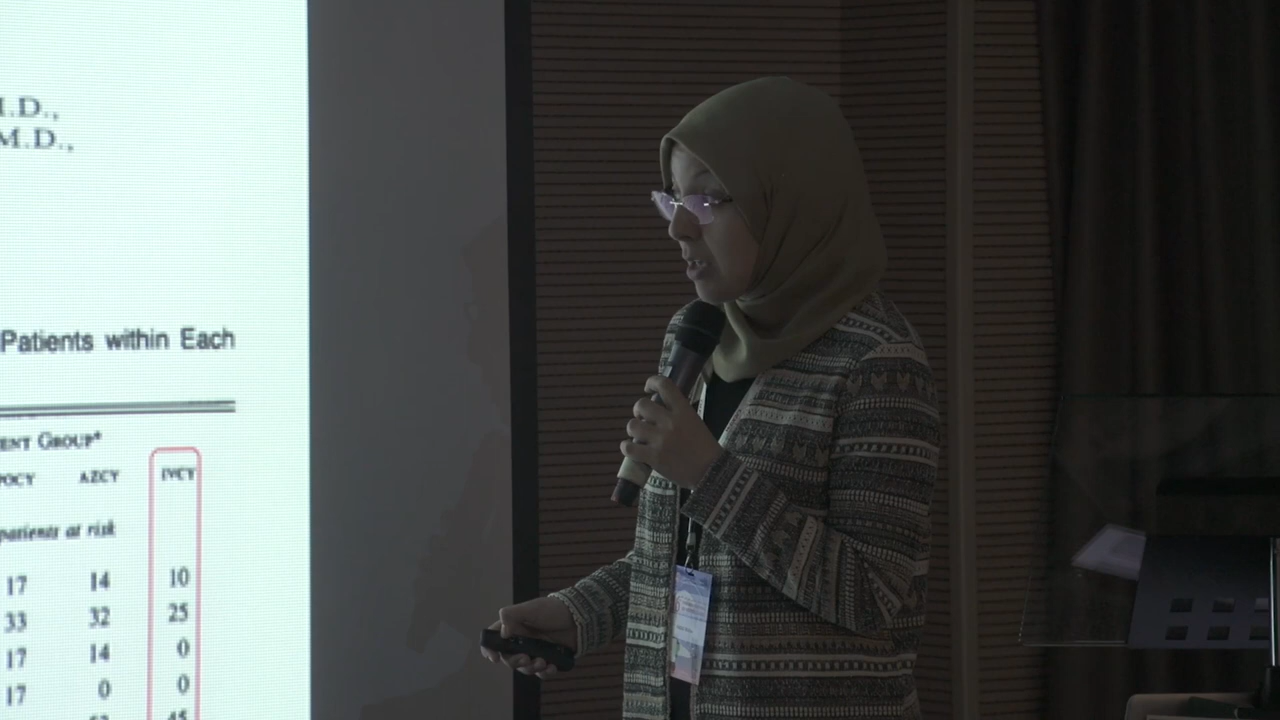 M.D.,
M.D.,
Patients within Each
ENT GROUP*
POCY AZCY IVCY
patients at risk
17 14 10
33 32 25
17 14 0
17 0 0
45